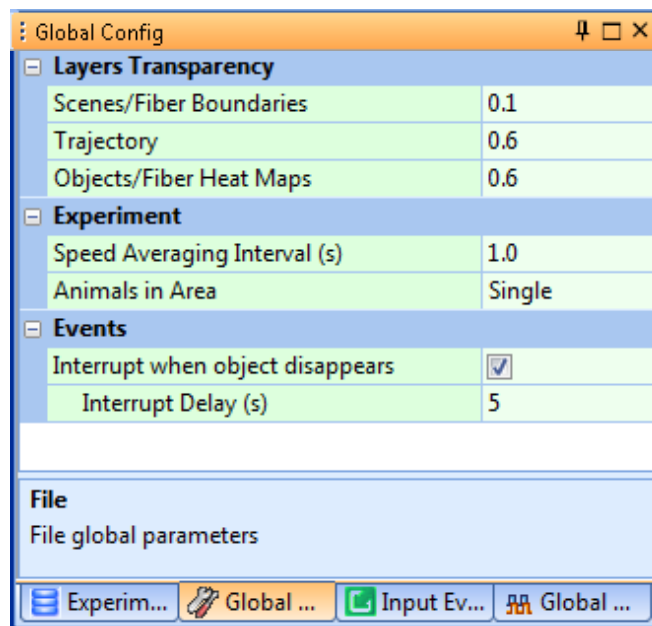 Global Config
Layers Transparency
Scenes/Fiber Boundaries 0.1
Trajectory 0.6
Objects/Fiber Heat Maps 0.6
Experiment
Speed Averaging Interval (s) 1.0
Animals in Area Single
Events
Interrupt when object disappears
Interrupt Delay (s) 5
File
File global parameters
Experim... Global ... Input Ev... Global ...